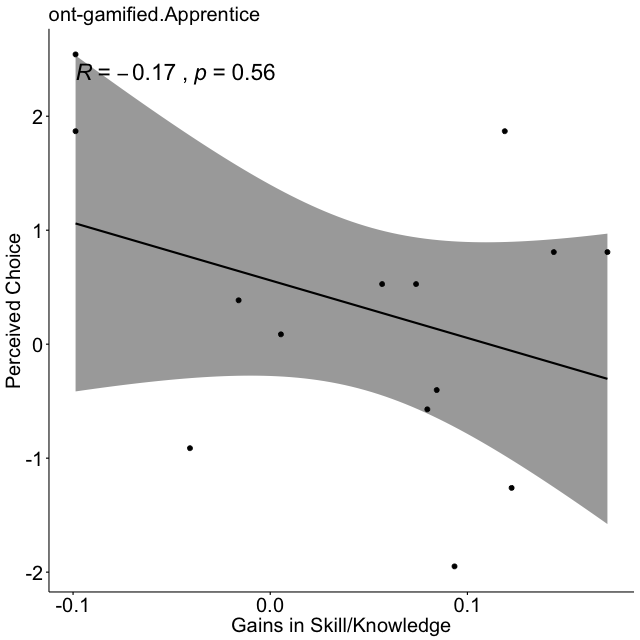 ont-gamified.Apprentice
R = −0.17 , p = 0.56
2
1
0
-1
-2
Perceived Choice
-0.1 0.0 0.1
Gains in Skill/Knowledge